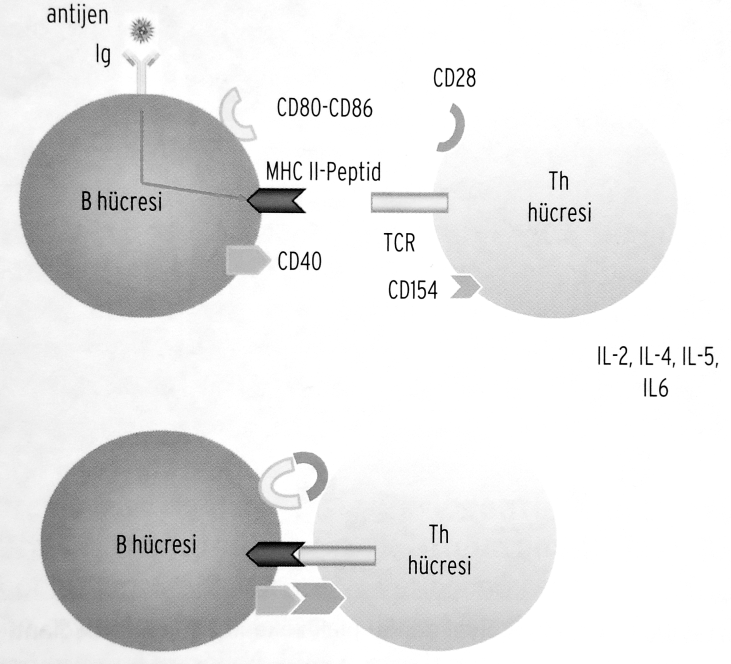 antijen
Ig
CD80-CD86
CD28
MHC II-Peptid
B hücresi
Th
hücresi
TCR
CD40
CD154
IL-2, IL-4, IL-5,
IL6
B hücresi
Th
hücresi